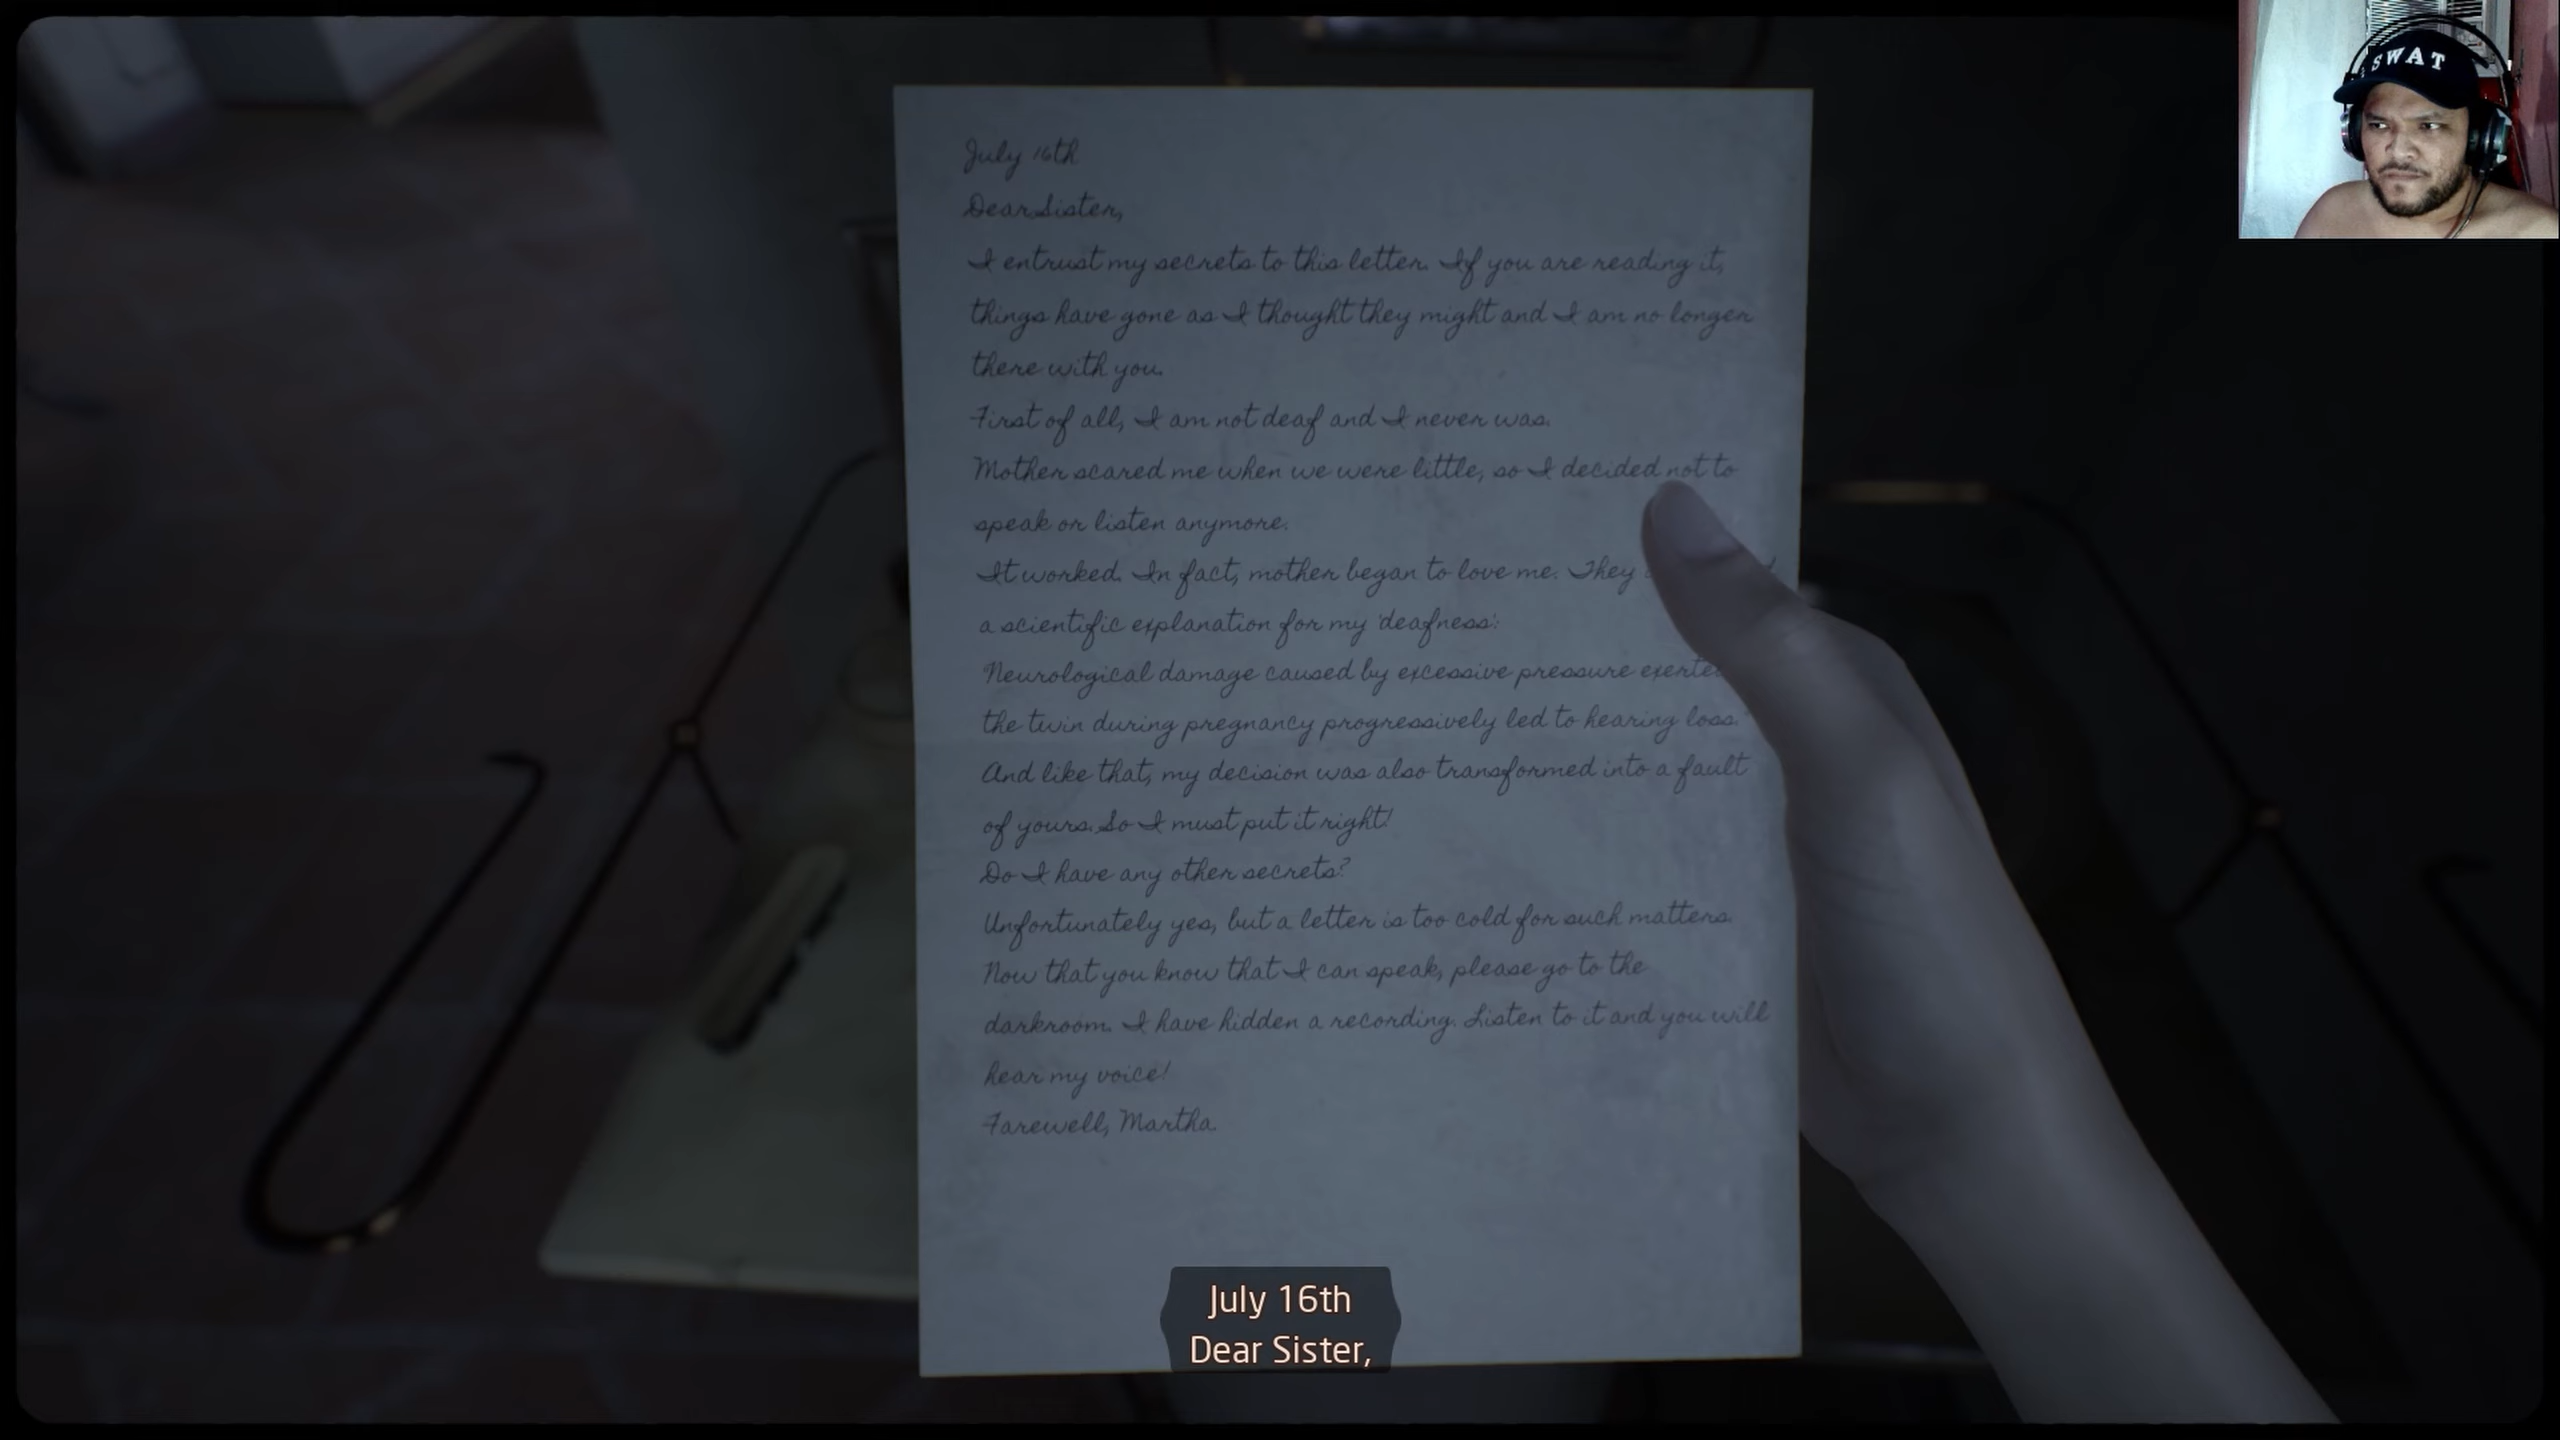 SWAT
July 16th
Dear Sister,
I entrust my secrets to this letter. If you are reading it,
things have gone as I thought they might and I am no longer
there with you.
First of all, I am not deaf and I never was.
Mother scared me when we were little, so I decided not to
speak or listen anymore.
It worked. In fact, mother began to love me. They
a scientific explanation for my 'deafness':
"Neurological damage caused by excessive pressure
the twin during pregnancy progressively led to hearing loss."
And like that, my decision was also transformed into a fault
of yours. So I must put it right!
Do I have any other secrets?
Unfortunately yes, but a letter is too cold for such matters.
Now that you know that I can speak, please go to the
darkroom. I have hidden a recording. Listen to it and you will
hear my voice!
Farewell, Martha.
July 16th
Dear Sister,